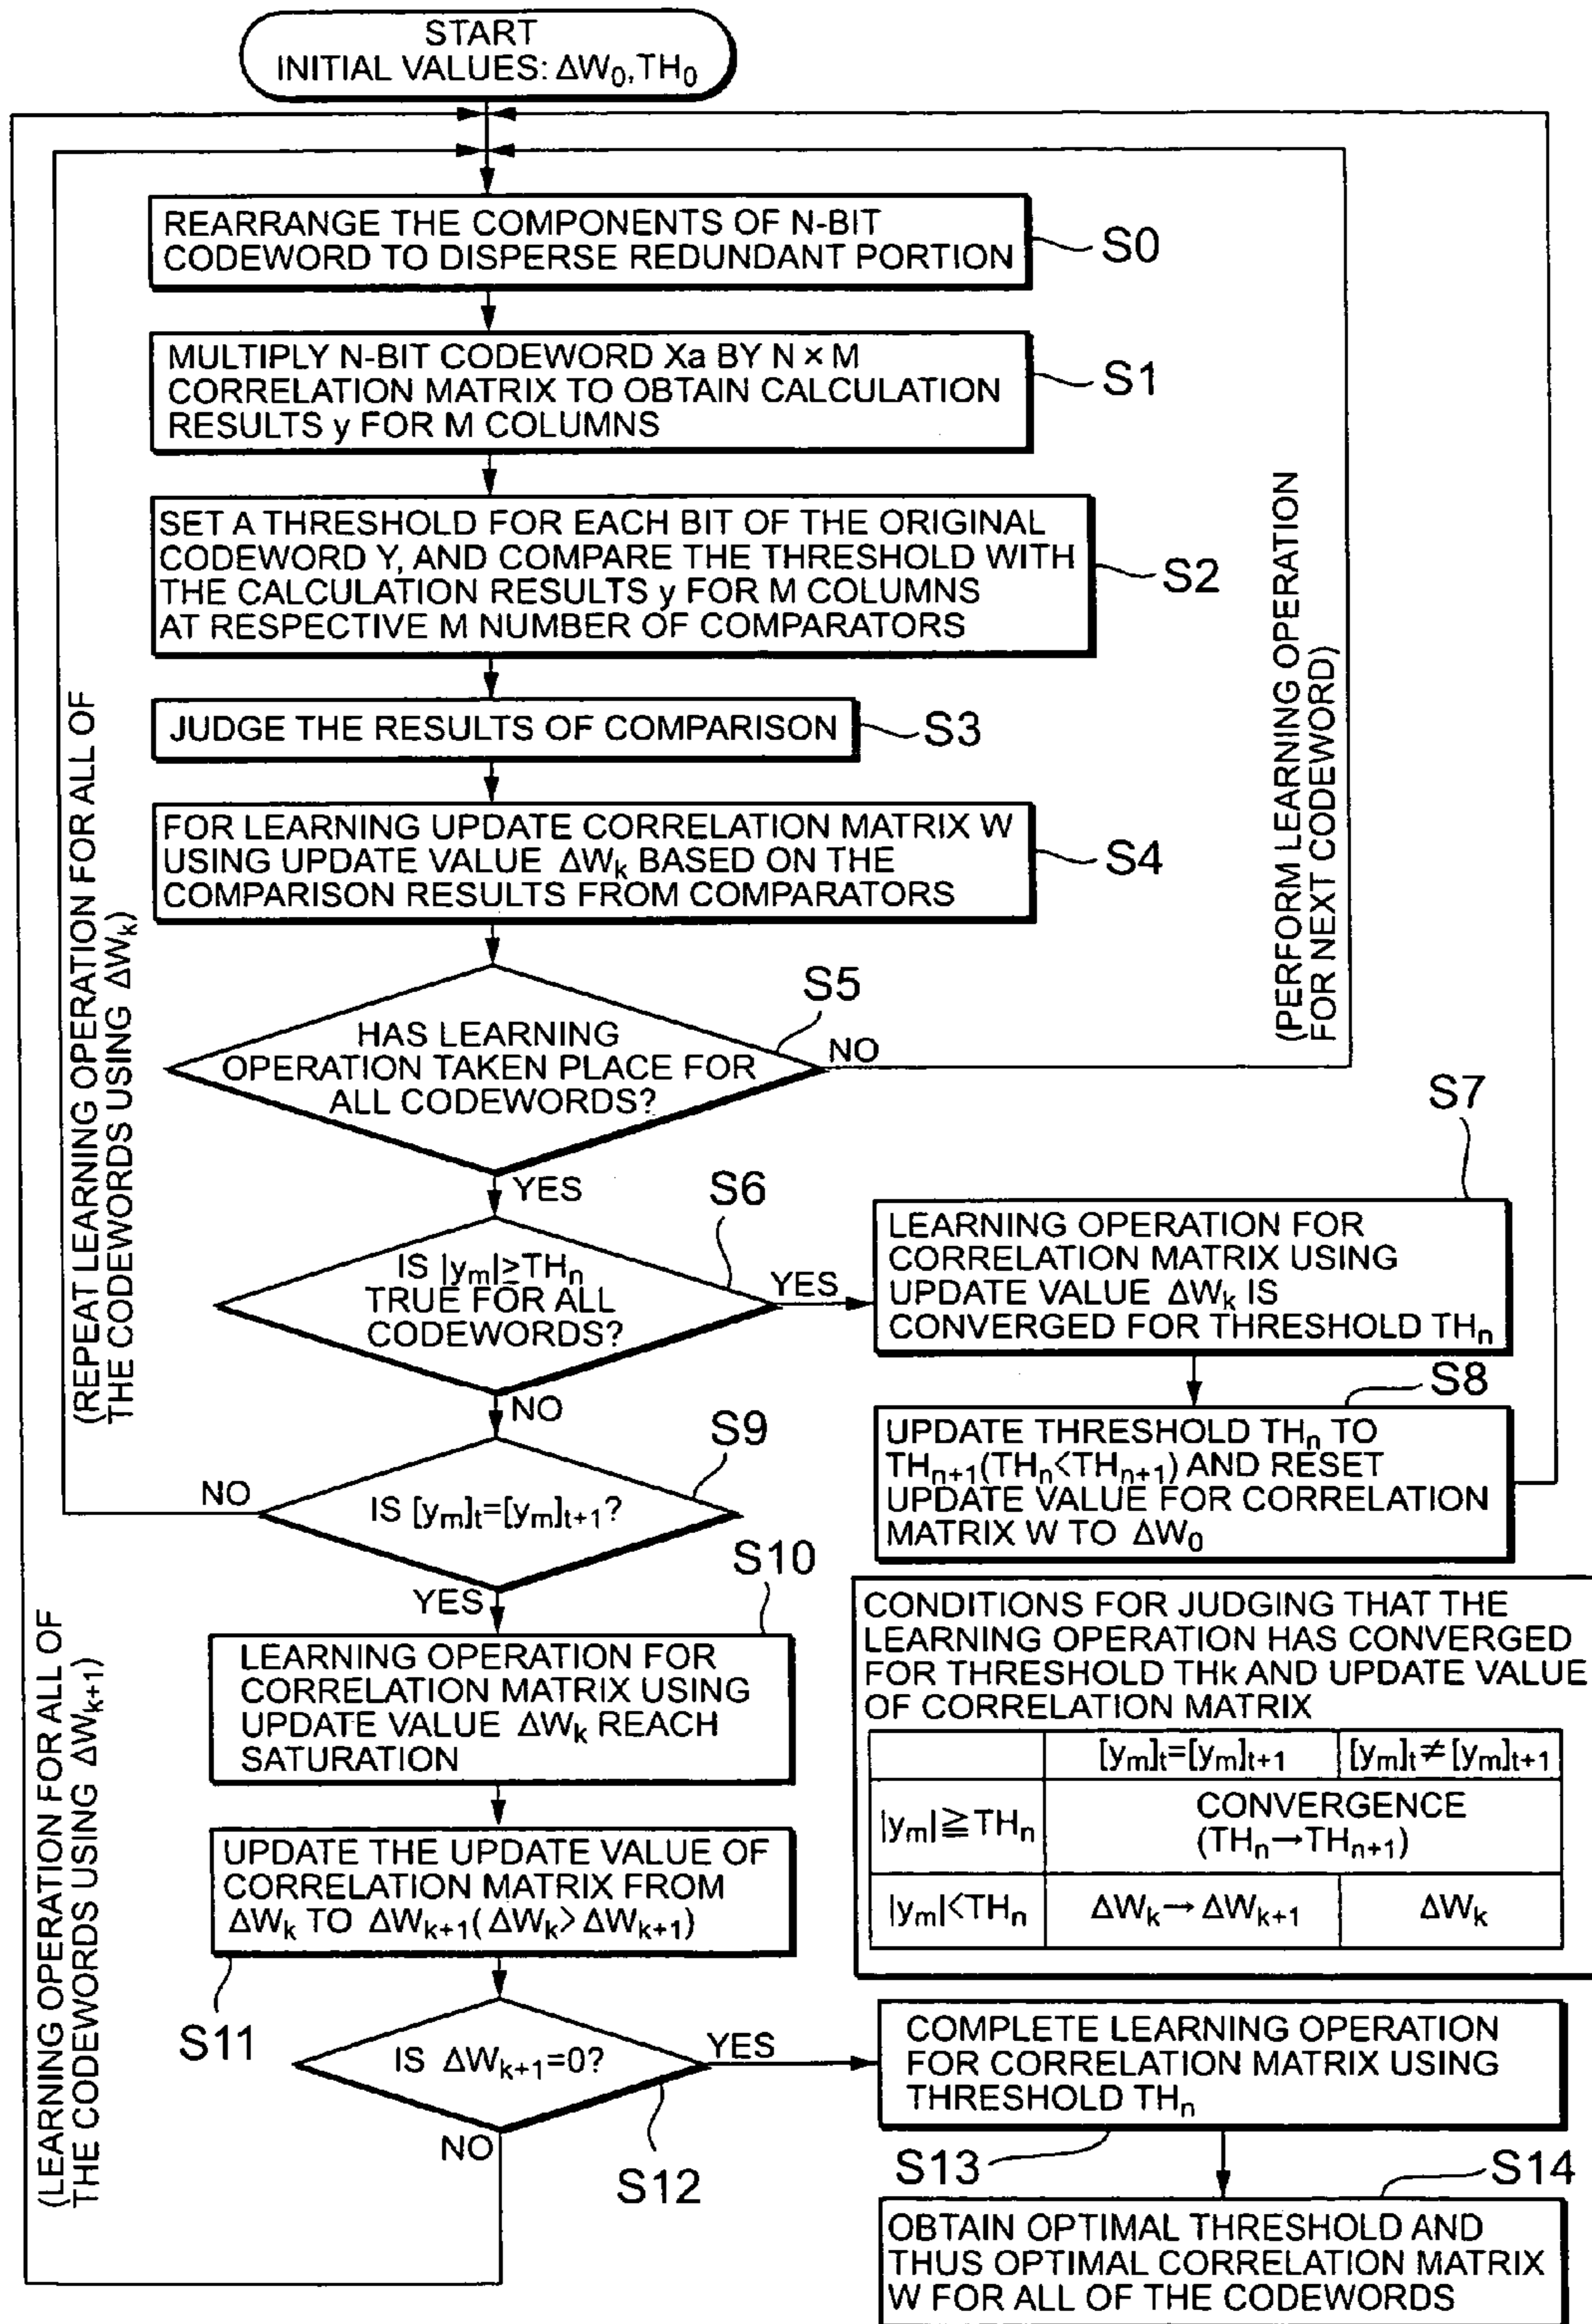 START
INITIAL VALUES: ΔW₀,TH₀
REARRANGE THE COMPONENTS OF N-BIT
CODEWORD TO DISPERSE REDUNDANT PORTION
S0
MULTIPLY N-BIT CODEWORD Xa BY N × M
CORRELATION MATRIX TO OBTAIN CALCULATION
RESULTS y FOR M COLUMNS
S1
SET A THRESHOLD FOR EACH BIT OF THE ORIGINAL
CODEWORD Y, AND COMPARE THE THRESHOLD WITH
THE CALCULATION RESULTS y FOR M COLUMNS
AT RESPECTIVE M NUMBER OF COMPARATORS
S2
JUDGE THE RESULTS OF COMPARISON
S3
FOR LEARNING UPDATE CORRELATION MATRIX W
USING UPDATE VALUE ΔWₖ BASED ON THE
COMPARISON RESULTS FROM COMPARATORS
S4
(PERFORM LEARNING OPERATION
FOR NEXT CODEWORD)
(REPEAT LEARNING OPERATION FOR ALL OF
THE CODEWORDS USING ΔWₖ)
S5
HAS LEARNING
OPERATION TAKEN PLACE FOR
ALL CODEWORDS?
NO
YES
S6
IS |yₘ|≥THₙ
TRUE FOR ALL
CODEWORDS?
YES
NO
S7
LEARNING OPERATION FOR
CORRELATION MATRIX USING
UPDATE VALUE ΔWₖ IS
CONVERGED FOR THRESHOLD THₙ
S8
UPDATE THRESHOLD THₙ TO
THₙ₊₁(THₙ<THₙ₊₁) AND RESET
UPDATE VALUE FOR CORRELATION
MATRIX W TO ΔW₀
S9
IS [yₘ]ₜ=[yₘ]ₜ₊₁?
NO
YES
S10
LEARNING OPERATION FOR
CORRELATION MATRIX USING
UPDATE VALUE ΔWₖ REACH
SATURATION
UPDATE THE UPDATE VALUE OF
CORRELATION MATRIX FROM
ΔWₖ TO ΔWₖ₊₁(ΔWₖ> ΔWₖ₊₁)
S11
(LEARNING OPERATION FOR ALL OF
THE CODEWORDS USING ΔWₖ₊₁)
CONDITIONS FOR JUDGING THAT THE
LEARNING OPERATION HAS CONVERGED
FOR THRESHOLD THk AND UPDATE VALUE
OF CORRELATION MATRIX
[yₘ]ₜ=[yₘ]ₜ₊₁ [yₘ]ₜ≠[yₘ]ₜ₊₁
|yₘ|≧THₙ CONVERGENCE
(THₙ→THₙ₊₁)
|yₘ|<THₙ ΔWₖ→ΔWₖ₊₁ ΔWₖ
IS ΔWₖ₊₁=0?
YES
NO
S12
COMPLETE LEARNING OPERATION
FOR CORRELATION MATRIX USING
THRESHOLD THₙ
S13
S14
OBTAIN OPTIMAL THRESHOLD AND
THUS OPTIMAL CORRELATION MATRIX
W FOR ALL OF THE CODEWORDS